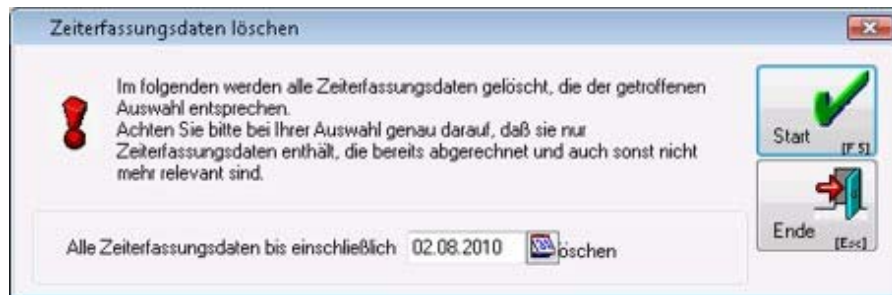 Zeiterfassungsdaten löschen
Im folgenden werden alle Zeiterfassungsdaten gelöscht, die der getroffenen
Auswahl entsprechen.
Achten Sie bitte bei Ihrer Auswahl genau darauf, daß sie nur
Zeiterfassungsdaten enthält, die bereits abgerechnet und auch sonst nicht
mehr relevant sind.
Start
[F 5]
Ende
[Esc]
Alle Zeiterfassungsdaten bis einschließlich 02.08.2010 öschen